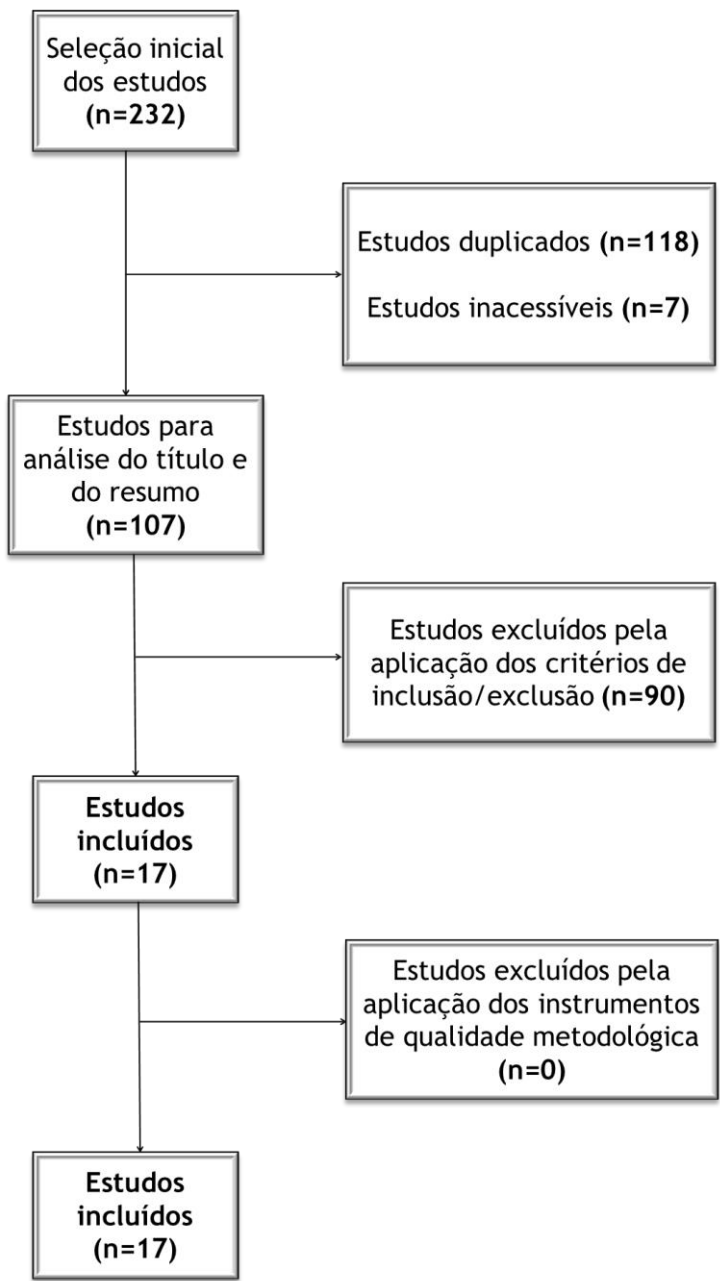 Seleção inicial
dos estudos
(n=232)
Estudos duplicados (n=118)
Estudos inacessíveis (n=7)
Estudos para
análise do título e
do resumo
(n=107)
Estudos excluídos pela
aplicação dos critérios de
inclusão/exclusão (n=90)
Estudos
incluídos
(n=17)
Estudos excluídos pela
aplicação dos instrumentos
de qualidade metodológica
(n=0)
Estudos
incluídos
(n=17)